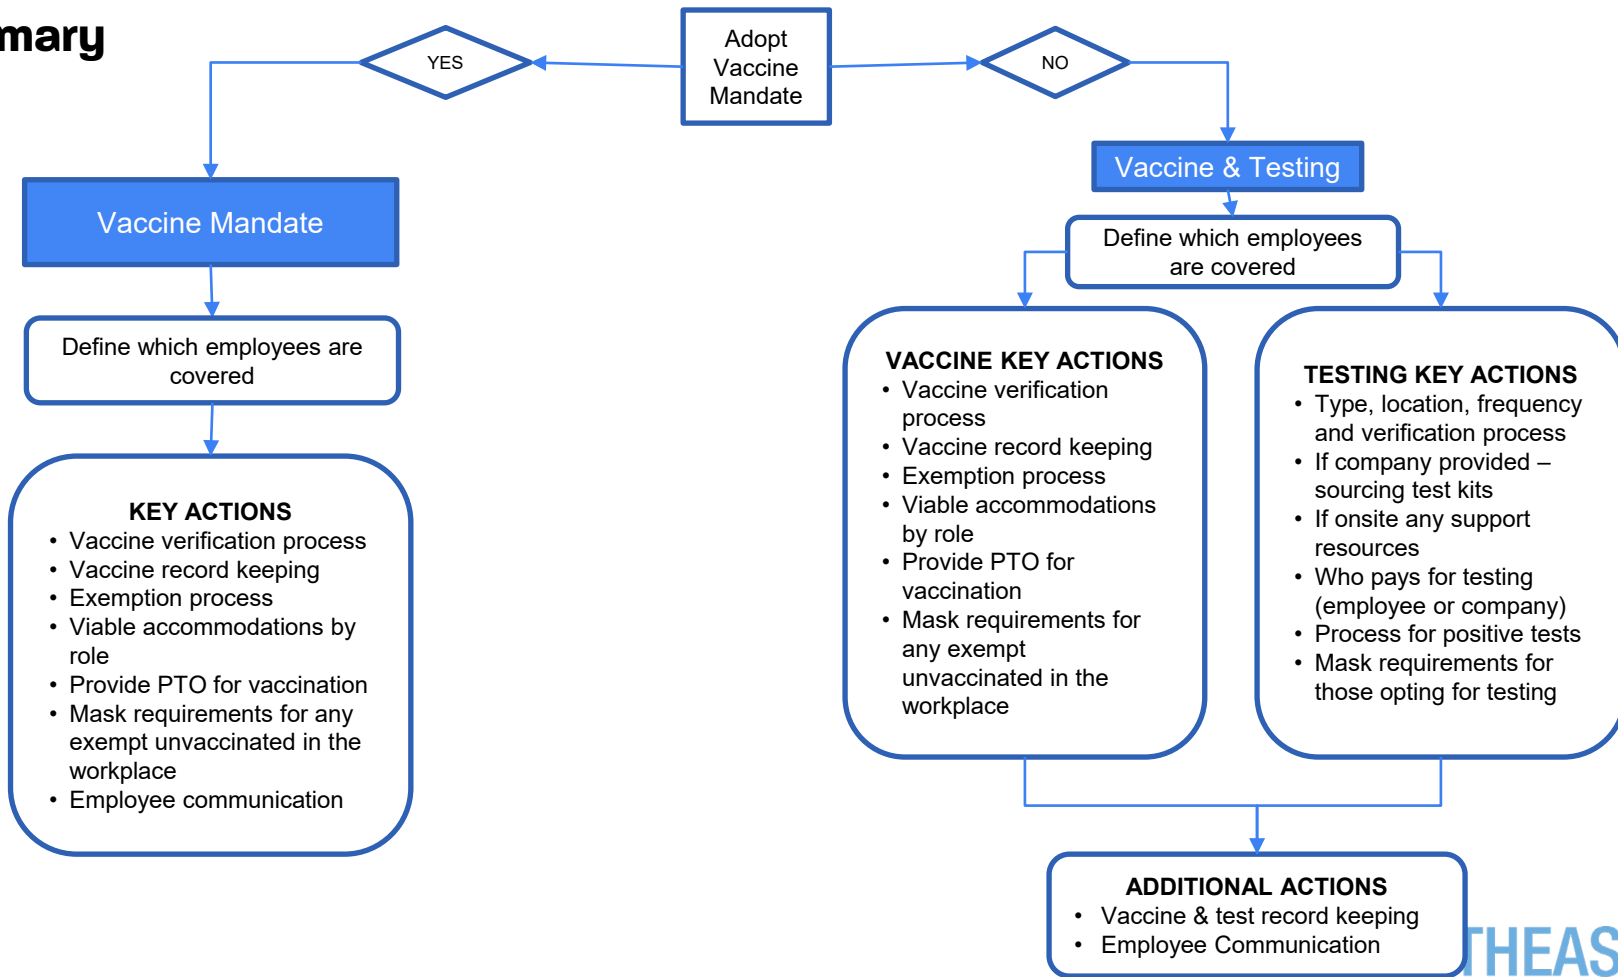 mary
YES
Adopt
Vaccine
Mandate
NO
Vaccine Mandate
Define which employees are
covered
KEY ACTIONS
• Vaccine verification process
• Vaccine record keeping
• Exemption process
• Viable accommodations by
role
• Provide PTO for vaccination
• Mask requirements for any
exempt unvaccinated in the
workplace
• Employee communication
Vaccine & Testing
Define which employees
are covered
VACCINE KEY ACTIONS
• Vaccine verification
process
• Vaccine record keeping
• Exemption process
• Viable accommodations
by role
• Provide PTO for
vaccination
• Mask requirements for
any exempt
unvaccinated in the
workplace
TESTING KEY ACTIONS
• Type, location, frequency
and verification process
• If company provided –
sourcing test kits
• If onsite any support
resources
• Who pays for testing
(employee or company)
• Process for positive tests
• Mask requirements for
those opting for testing
ADDITIONAL ACTIONS
• Vaccine & test record keeping
• Employee Communication
THEAS